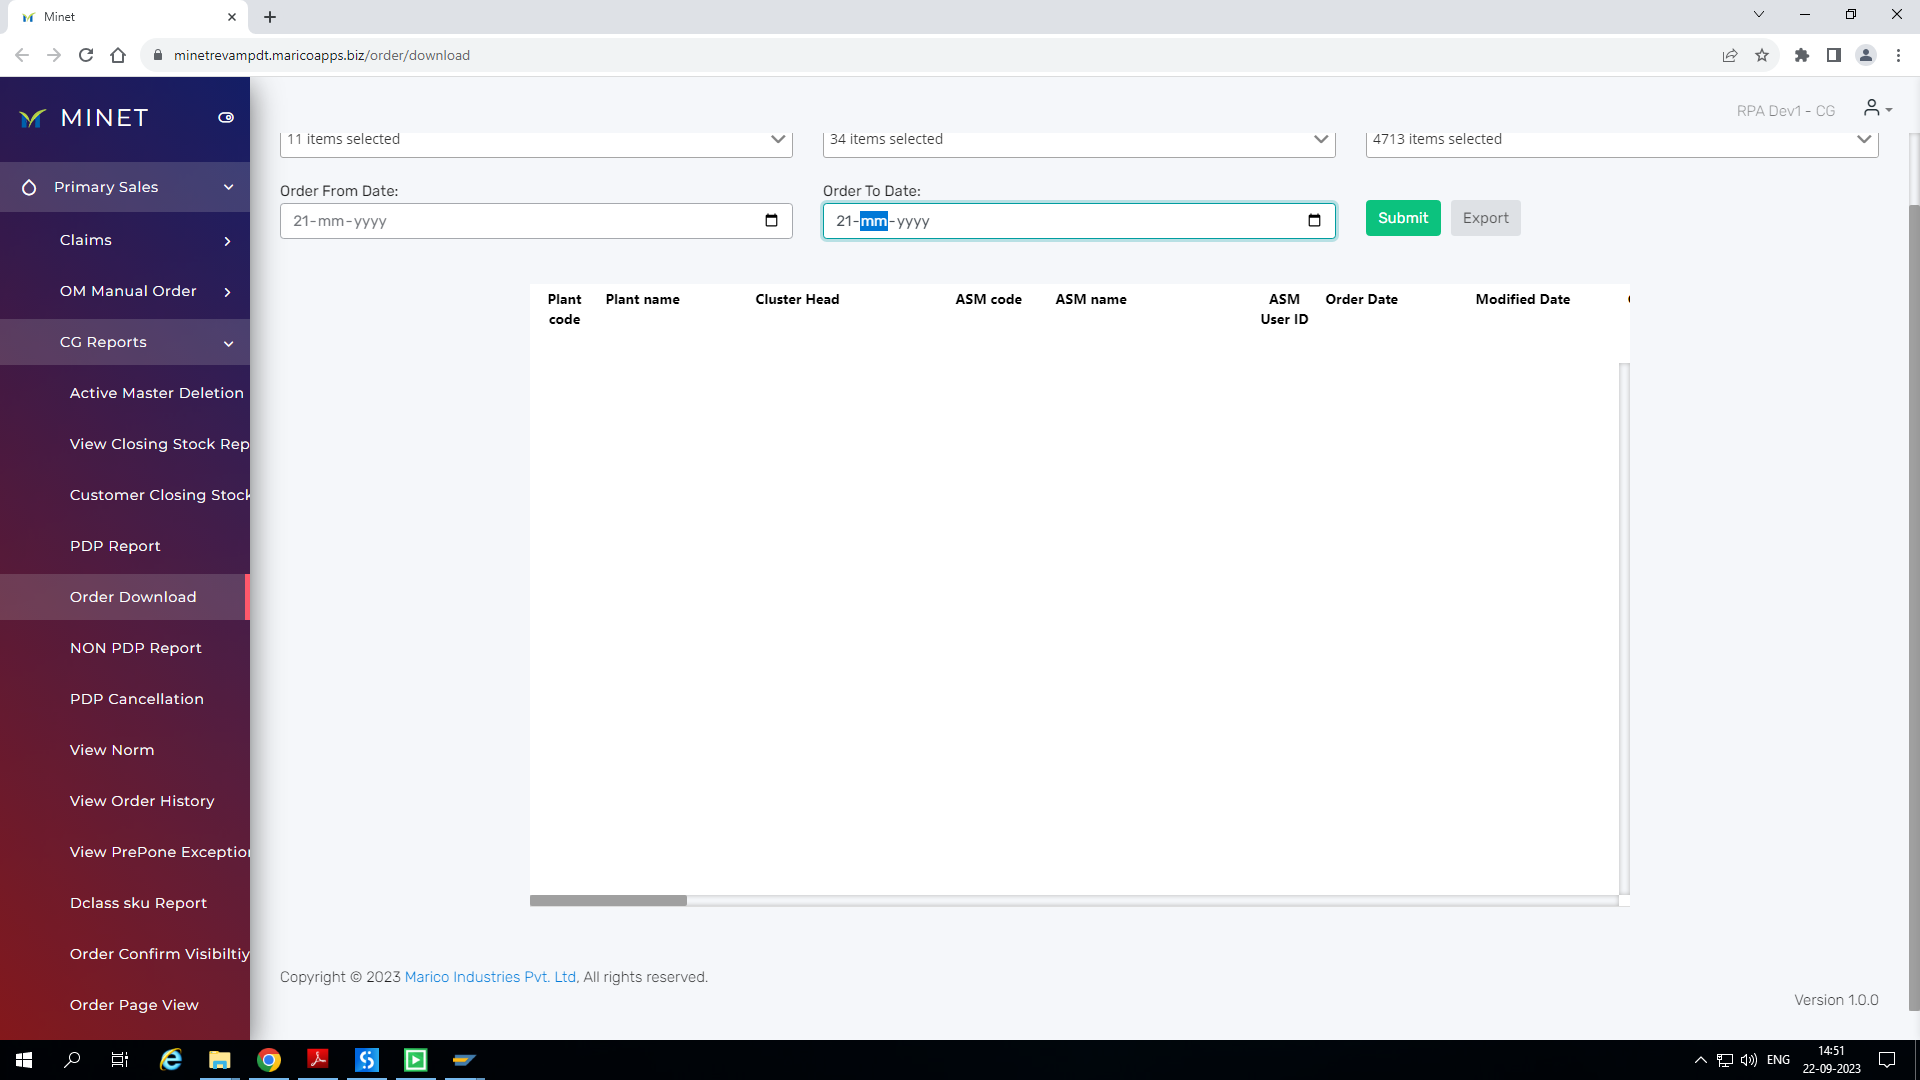 Minet
minetrevampdt.maricoapps.biz/order/download
MINET
RPA Dev1 - CG
11 items selected
34 items selected
4713 items selected
Primary Sales
Order From Date:
Order To Date:
21-mm-yyyy
21-mm-yyyy
Submit
Export
Claims
OM Manual Order
CG Reports
Active Master Deletion
View Closing Stock Rep
Customer Closing Stock
PDP Report
Order Download
NON PDP Report
PDP Cancellation
View Norm
View Order History
View PrePone Exception
Dclass sku Report
Order Confirm Visibiltiy
Order Page View
Plant code
Plant name
Cluster Head
ASM code
ASM name
ASM User ID
Order Date
Modified Date
Copyright © 2023 Marico Industries Pvt. Ltd, All rights reserved.
Version 1.0.0
ENG
14:51
22-09-2023